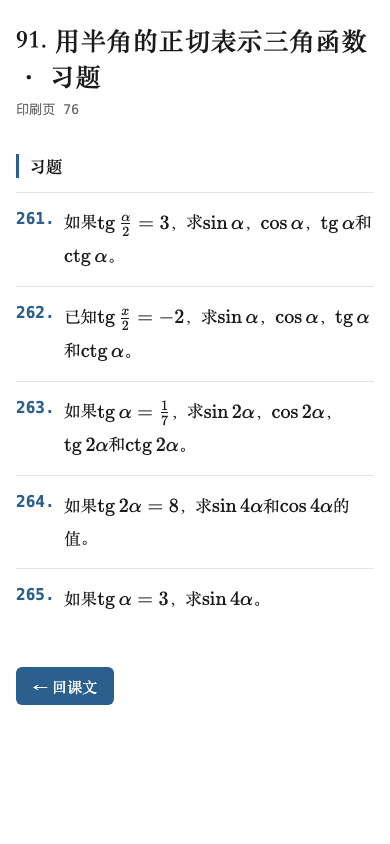 91. 用半角的正切表示三角函数
· 习题
印刷页 76
习题
261. 如果tg α/2 = 3，求sin α，cos α，tg α和
ctg α。
262. 已知tg x/2 = −2，求sin α，cos α，tg α
和ctg α。
263. 如果tg α = 1/7，求sin 2α，cos 2α，
tg 2α和ctg 2α。
264. 如果tg 2α = 8，求sin 4α和cos 4α的
值。
265. 如果tg α = 3，求sin 4α。
← 回课文